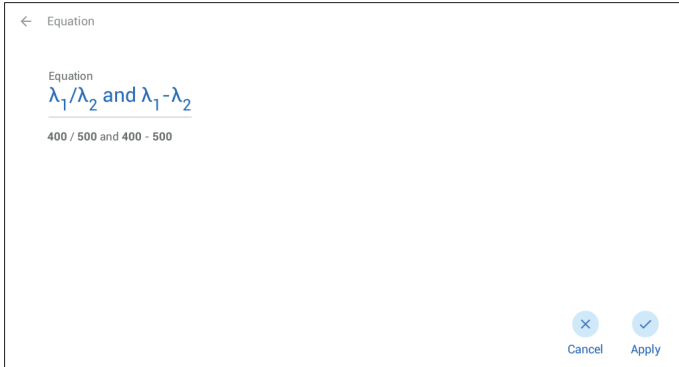 Equation
Equation
λ₁/λ₂ and λ₁-λ₂
400 / 500 and 400 - 500
Cancel Apply